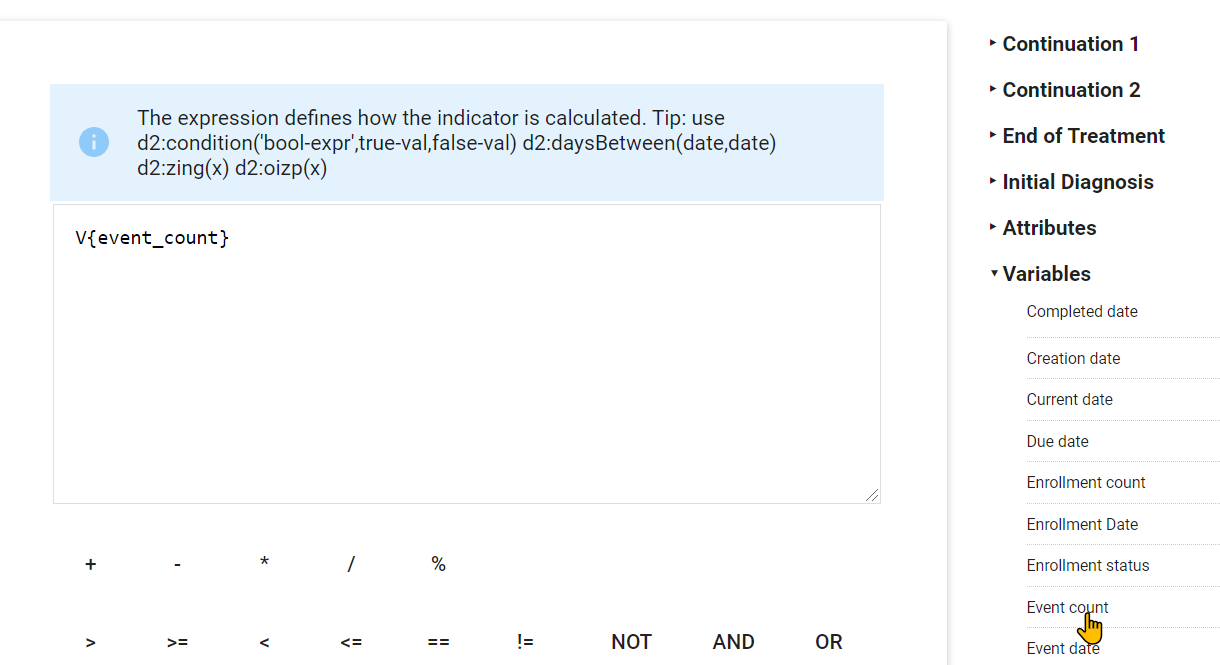 The expression defines how the indicator is calculated. Tip: use
d2:condition('bool-expr',true-val,false-val) d2:daysBetween(date,date)
d2:zing(x) d2:oizp(x)
V{event_count}
+ - * / %
> >= < <= == != NOT AND OR
Continuation 1
Continuation 2
End of Treatment
Initial Diagnosis
Attributes
Variables
Completed date
Creation date
Current date
Due date
Enrollment count
Enrollment Date
Enrollment status
Event count
Event date